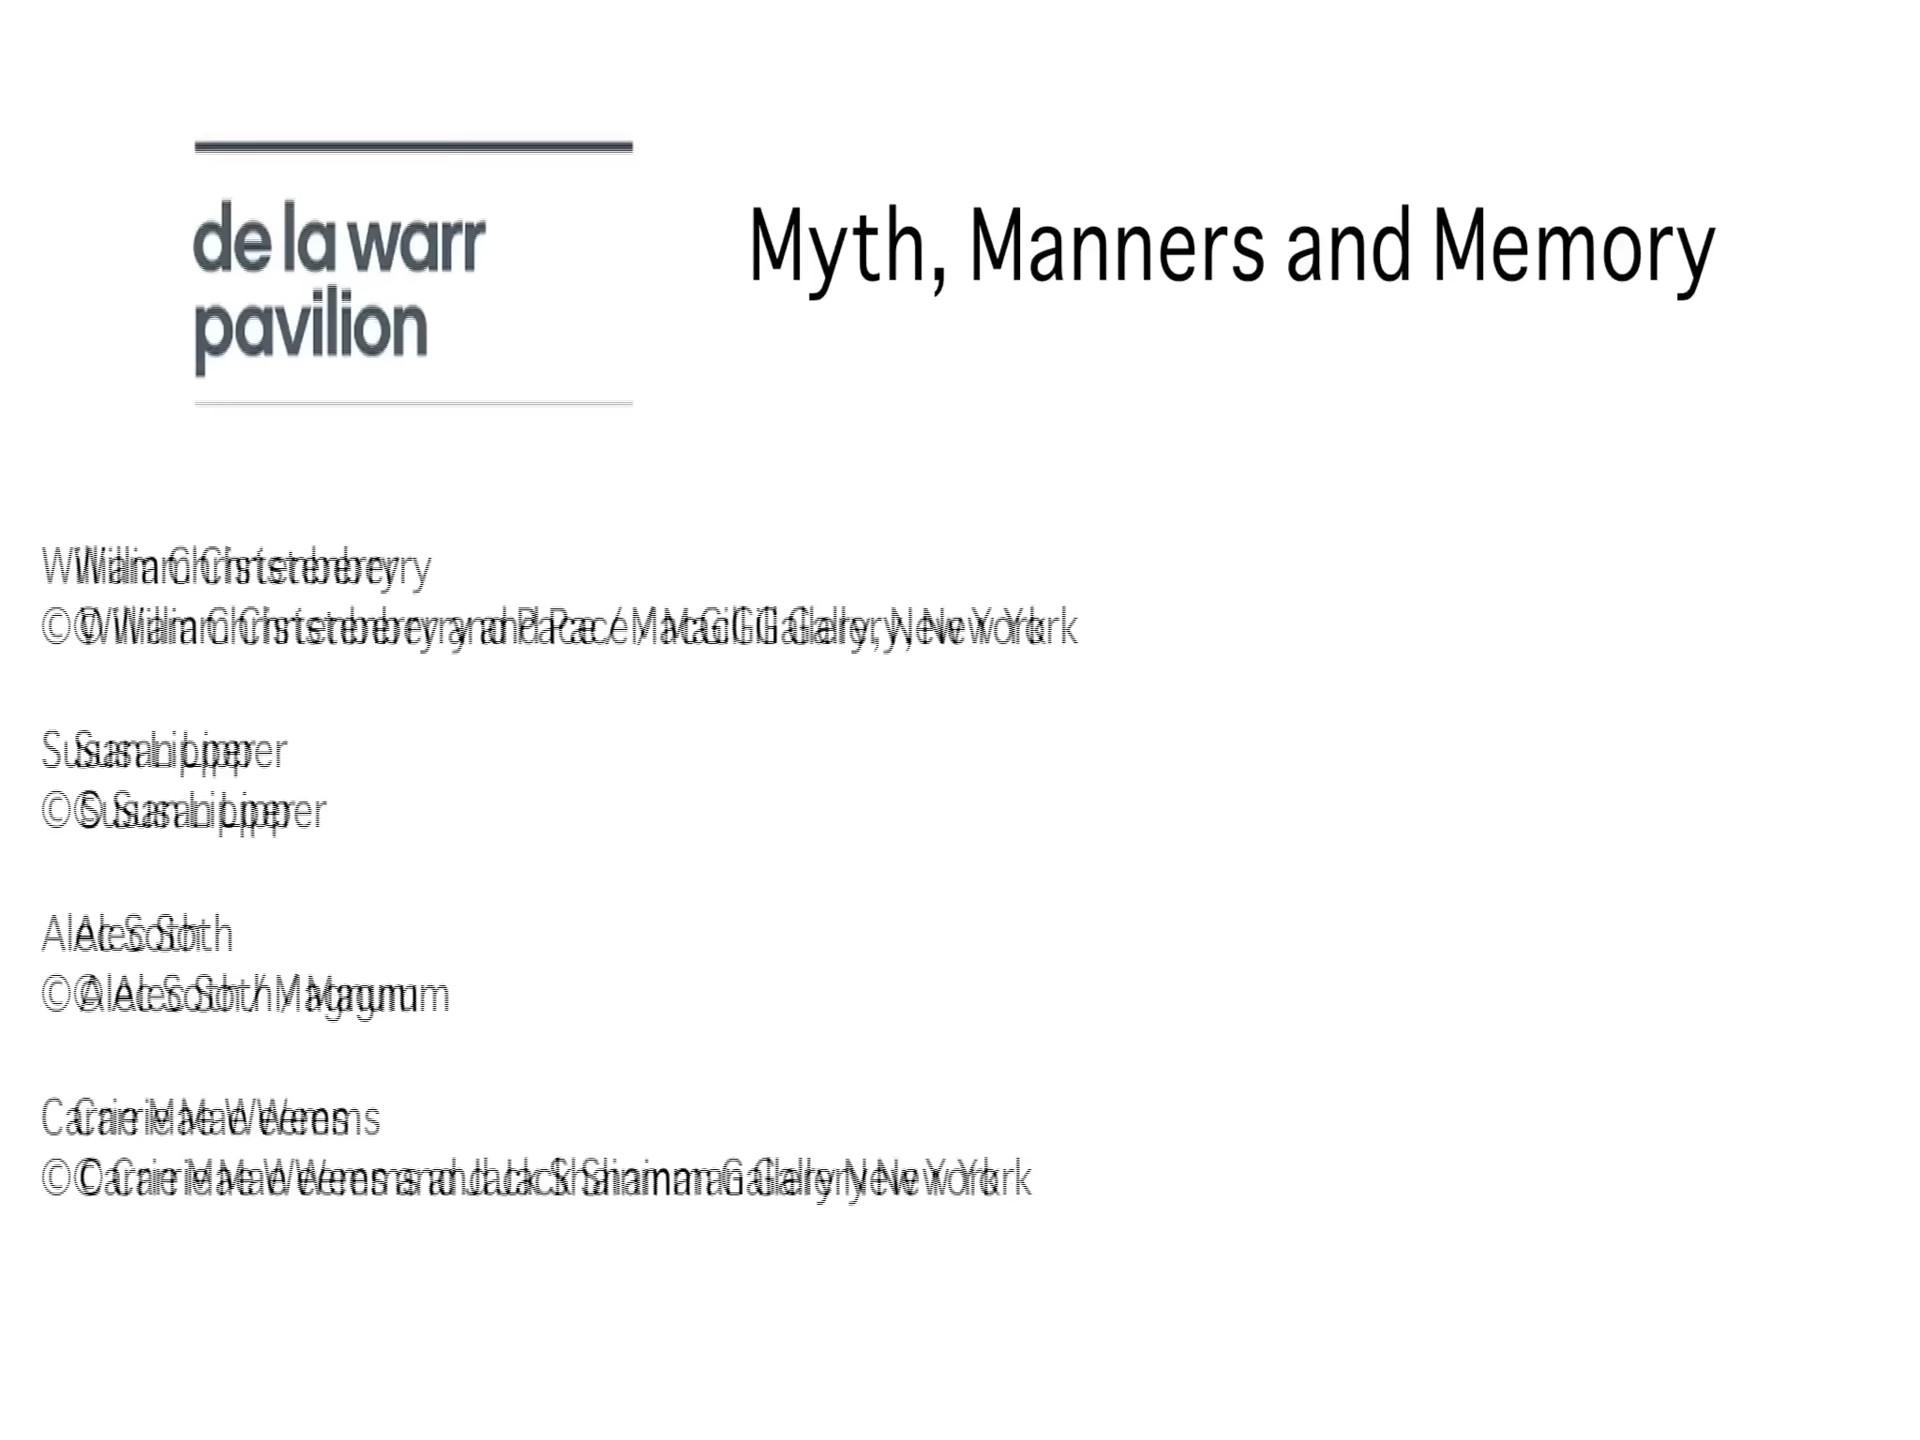 de la warr
pavilion
Myth, Manners and Memory
William Christenberry
© William Christenberry and Pace/MacGill Gallery, New York
Susan Lipper
© Susan Lipper
Alec Soth
© Alec Soth / Magnum
Carrie Mae Weems
© Carrie Mae Weems and Jack Shainman Gallery New York